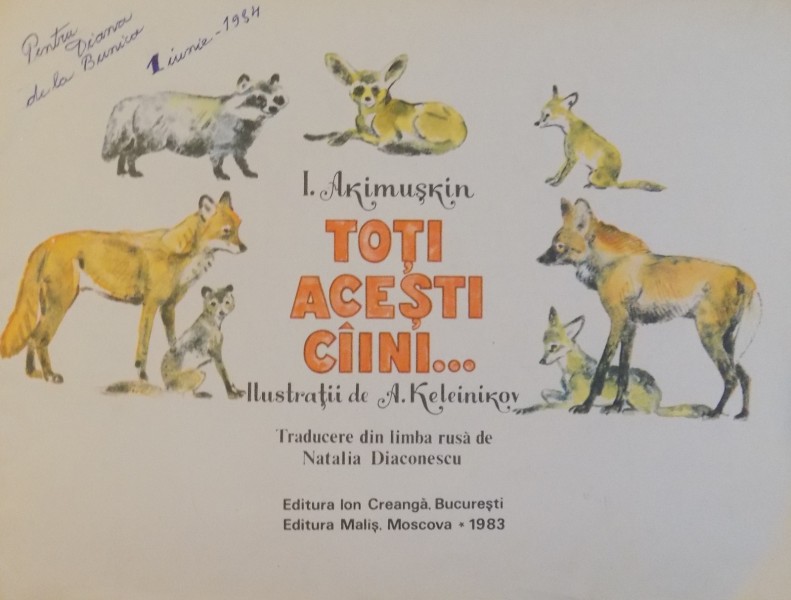 Pentru
Diana
de la Bunica
1 iunie - 1984
I. Akimuşkin
TOŢI
ACEŞTI
CÎINI...
Ilustraţii de A. Keleinikov
Traducere din limba rusă de
Natalia Diaconescu
Editura Ion Creangă, Bucureşti
Editura Maliş, Moscova • 1983